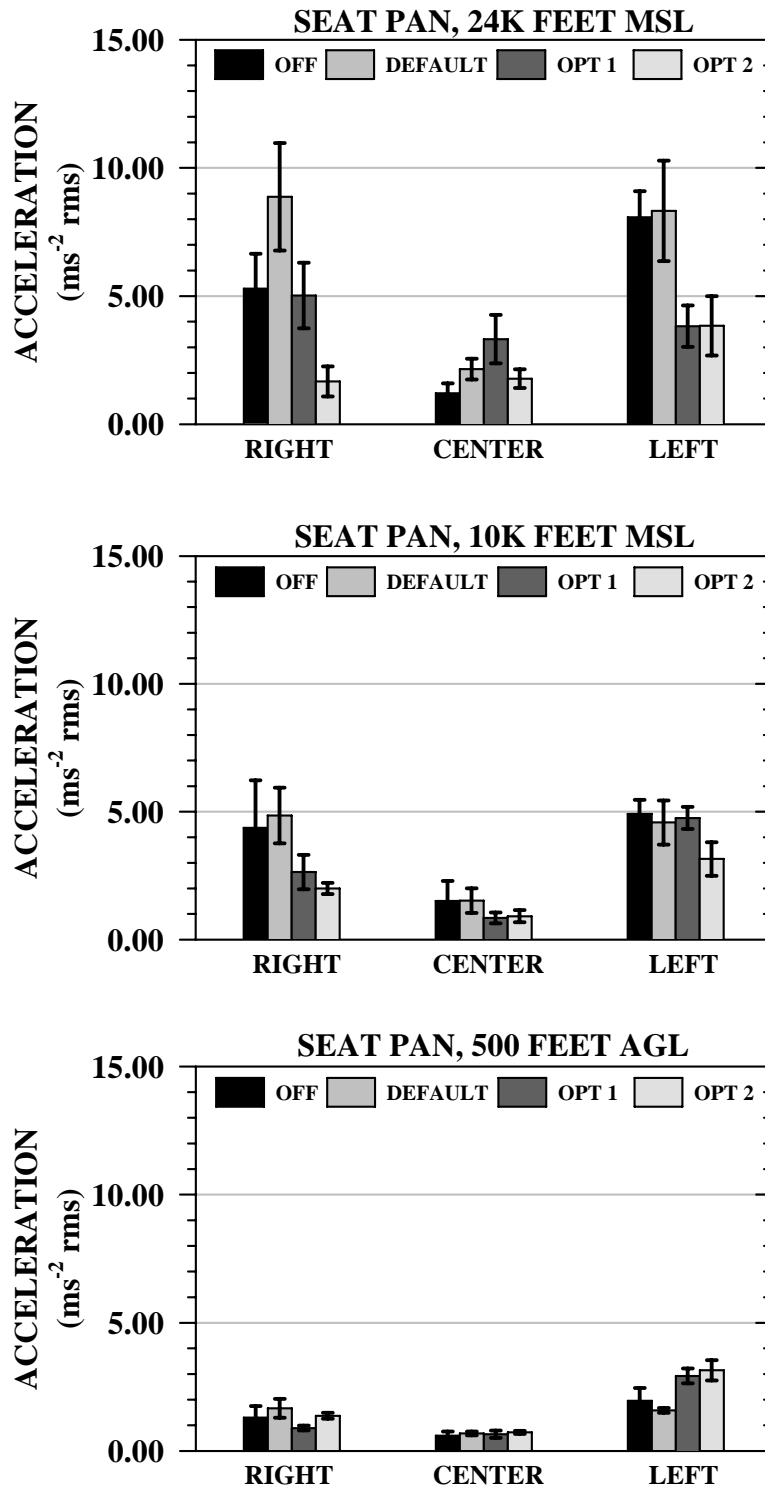 SEAT PAN, 24K FEET MSL
15.00
OFF DEFAULT OPT 1 OPT 2
10.00
ACCELERATION
(ms-2 rms)
5.00
0.00
RIGHT CENTER LEFT
SEAT PAN, 10K FEET MSL
15.00
OFF DEFAULT OPT 1 OPT 2
10.00
ACCELERATION
(ms-2 rms)
5.00
0.00
RIGHT CENTER LEFT
SEAT PAN, 500 FEET AGL
15.00
OFF DEFAULT OPT 1 OPT 2
10.00
ACCELERATION
(ms-2 rms)
5.00
0.00
RIGHT CENTER LEFT